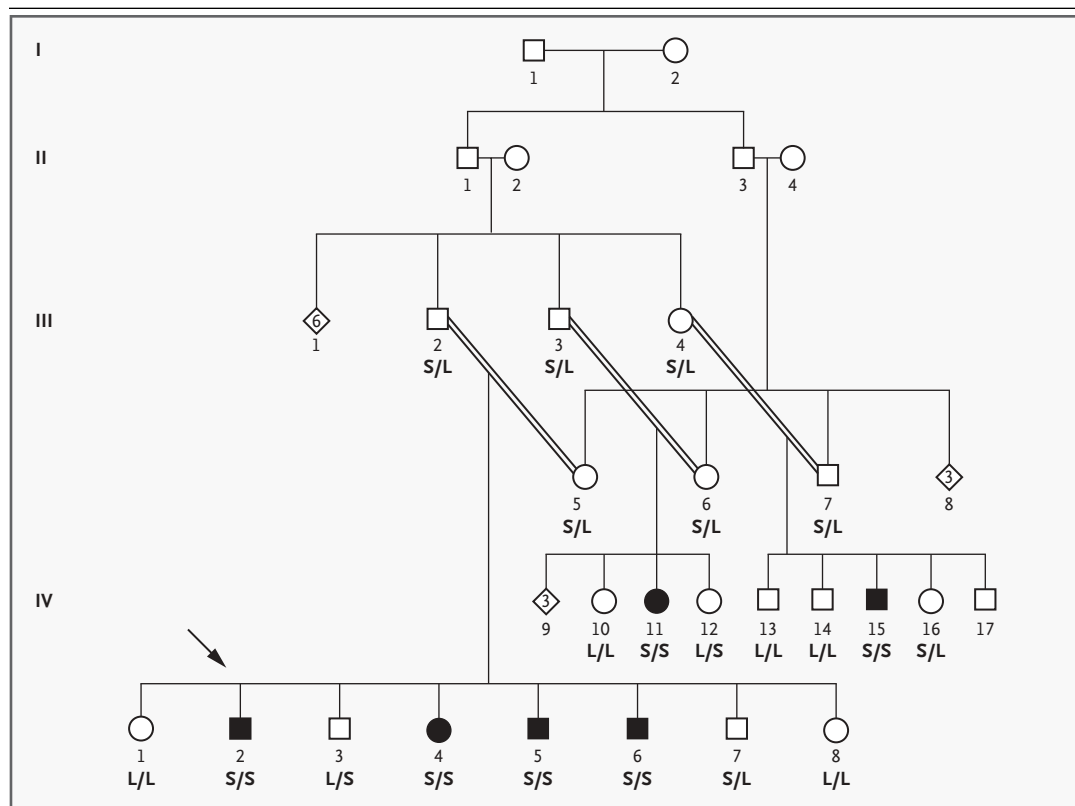 I
1 2
II
1 2 3 4
III
6
1 2 3 4
S/L S/L S/L
3
5 6 7 8
S/L S/L S/L
IV
3
9 10 11 12 13 14 15 16 17
L/L S/S L/S L/L L/L S/S S/L
1 2 3 4 5 6 7 8
L/L S/S L/S S/S S/S S/S S/L L/L